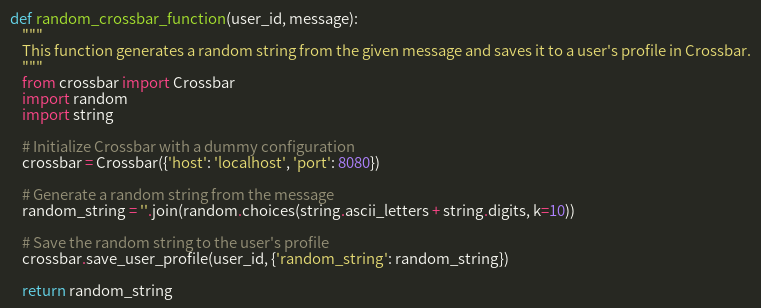 def random_crossbar_function(user_id, message):
    """
    This function generates a random string from the given message and saves it to a user's profile in Crossbar.
    """
    from crossbar import Crossbar
    import random
    import string

    # Initialize Crossbar with a dummy configuration
    crossbar = Crossbar({'host': 'localhost', 'port': 8080})

    # Generate a random string from the message
    random_string = ''.join(random.choices(string.ascii_letters + string.digits, k=10))

    # Save the random string to the user's profile
    crossbar.save_user_profile(user_id, {'random_string': random_string})

    return random_string